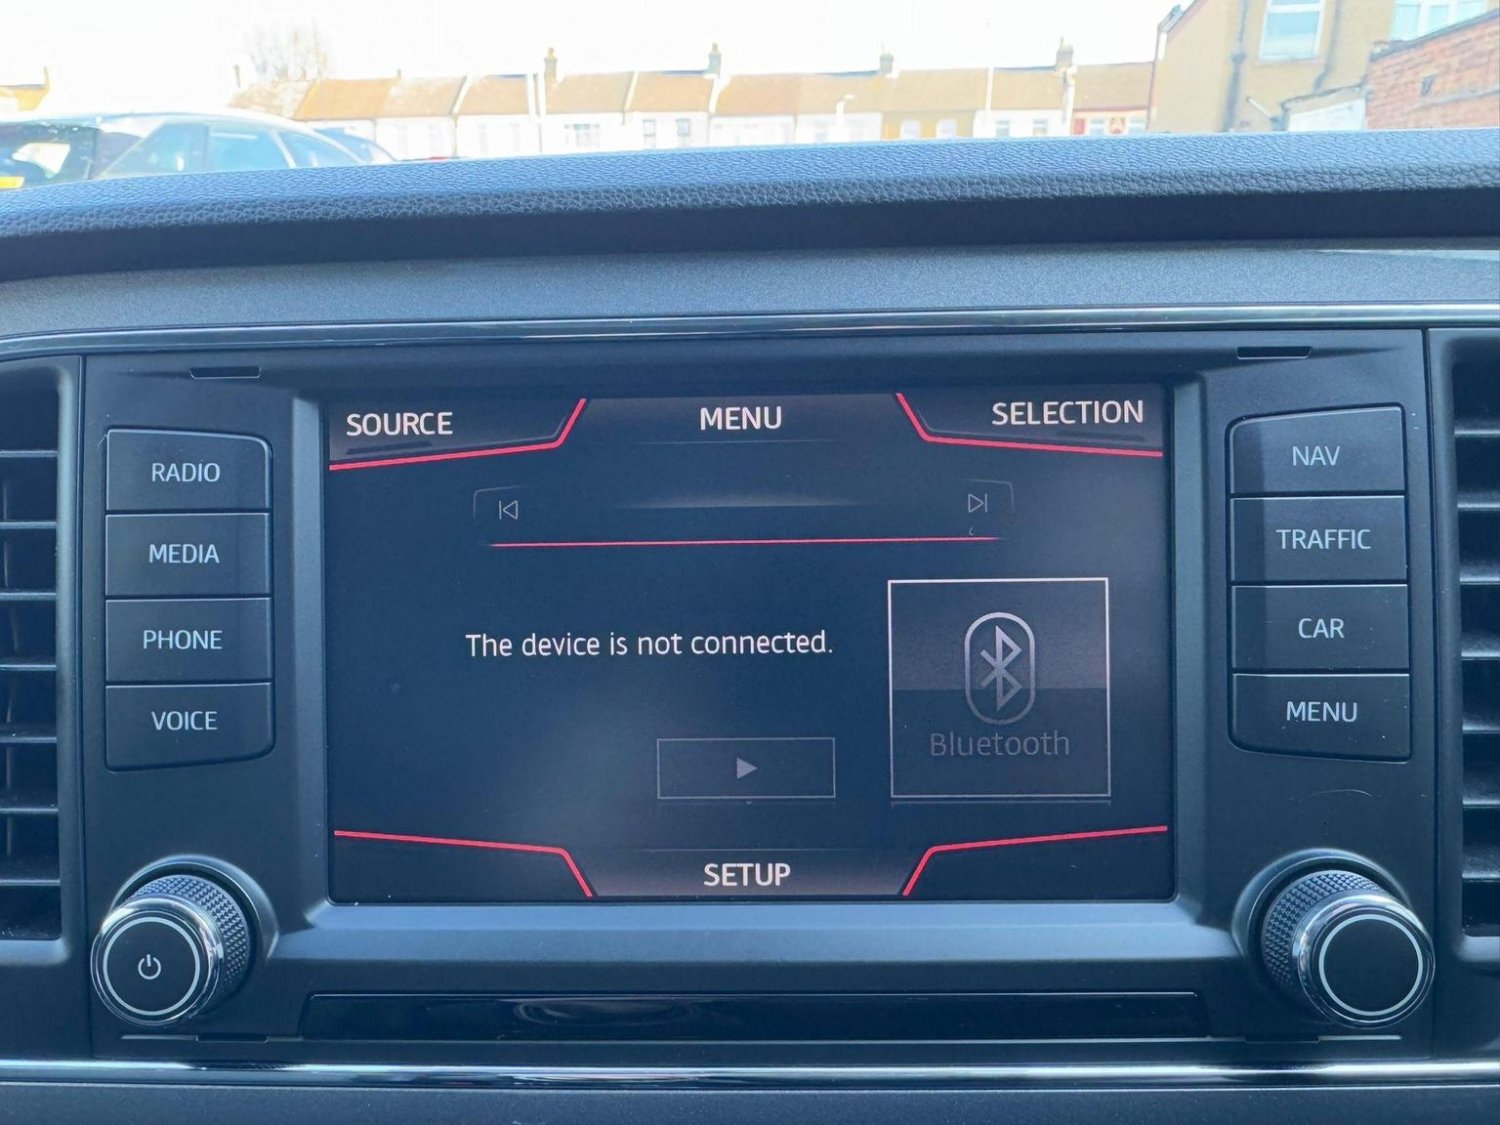 SOURCE
MENU
SELECTION
RADIO
MEDIA
PHONE
VOICE
The device is not connected.
Bluetooth
SETUP
NAV
TRAFFIC
CAR
MENU